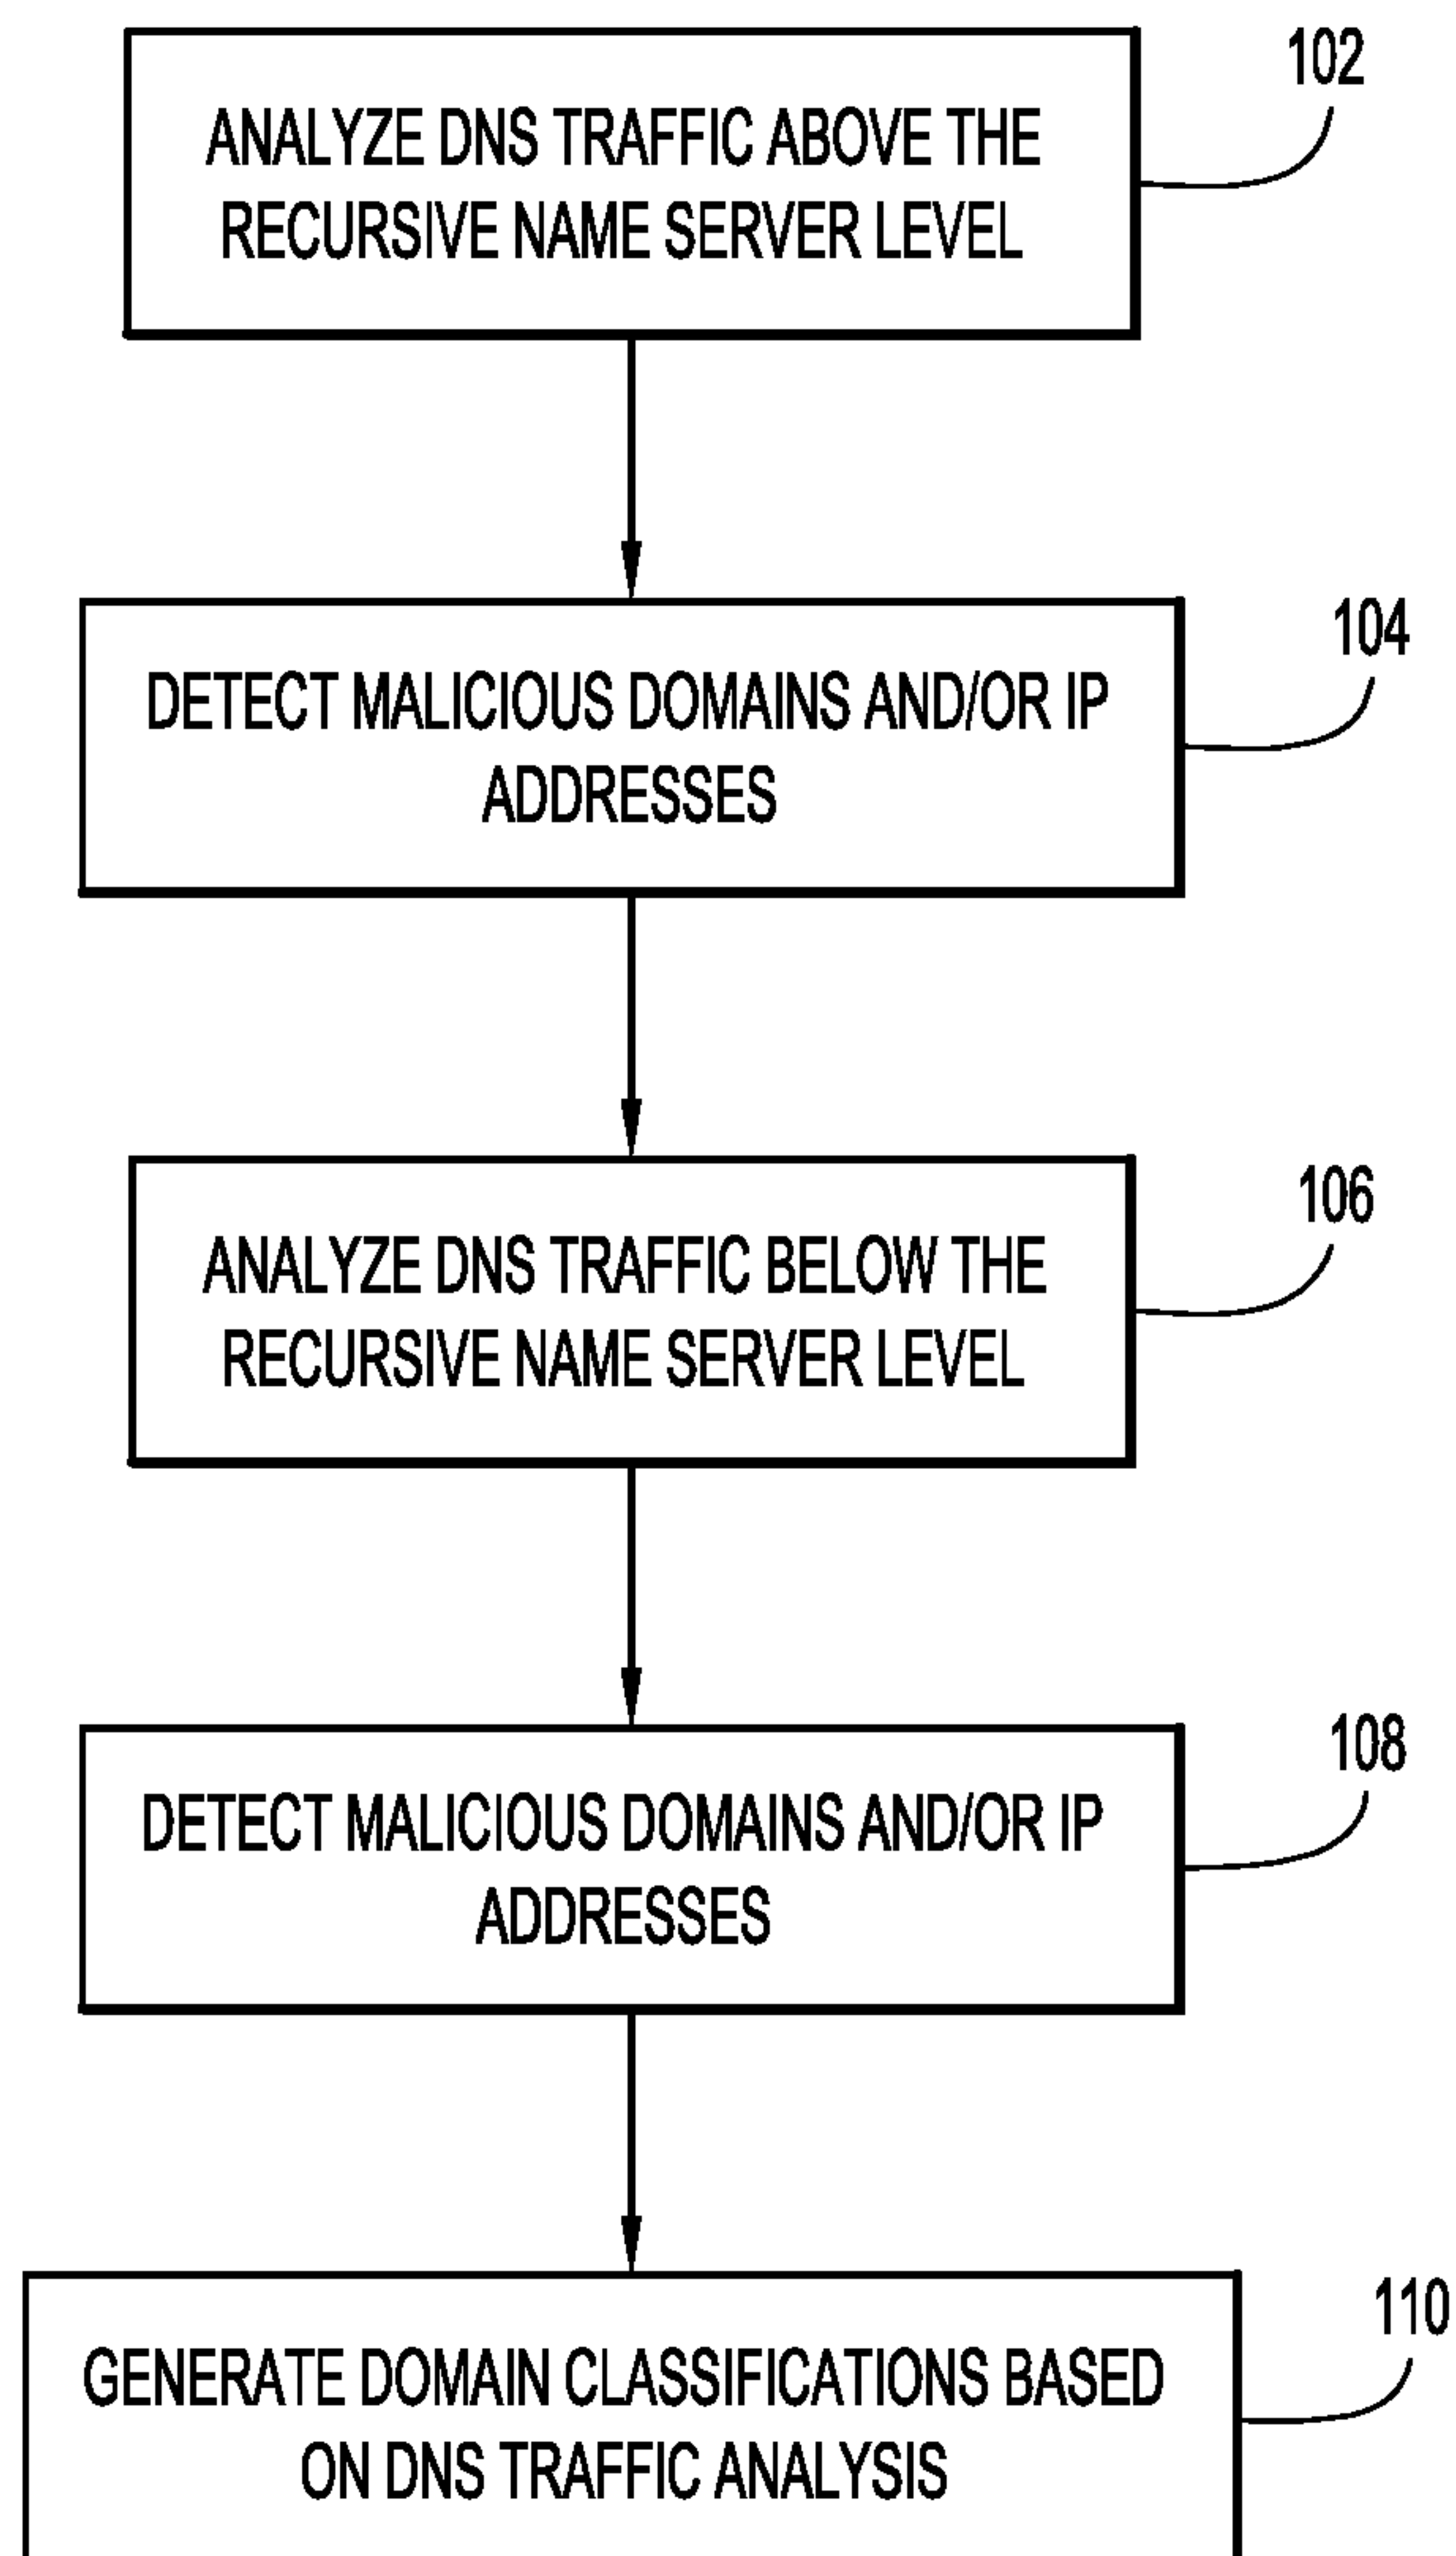 102
ANALYZE DNS TRAFFIC ABOVE THE
RECURSIVE NAME SERVER LEVEL
104
DETECT MALICIOUS DOMAINS AND/OR IP
ADDRESSES
106
ANALYZE DNS TRAFFIC BELOW THE
RECURSIVE NAME SERVER LEVEL
108
DETECT MALICIOUS DOMAINS AND/OR IP
ADDRESSES
110
GENERATE DOMAIN CLASSIFICATIONS BASED
ON DNS TRAFFIC ANALYSIS